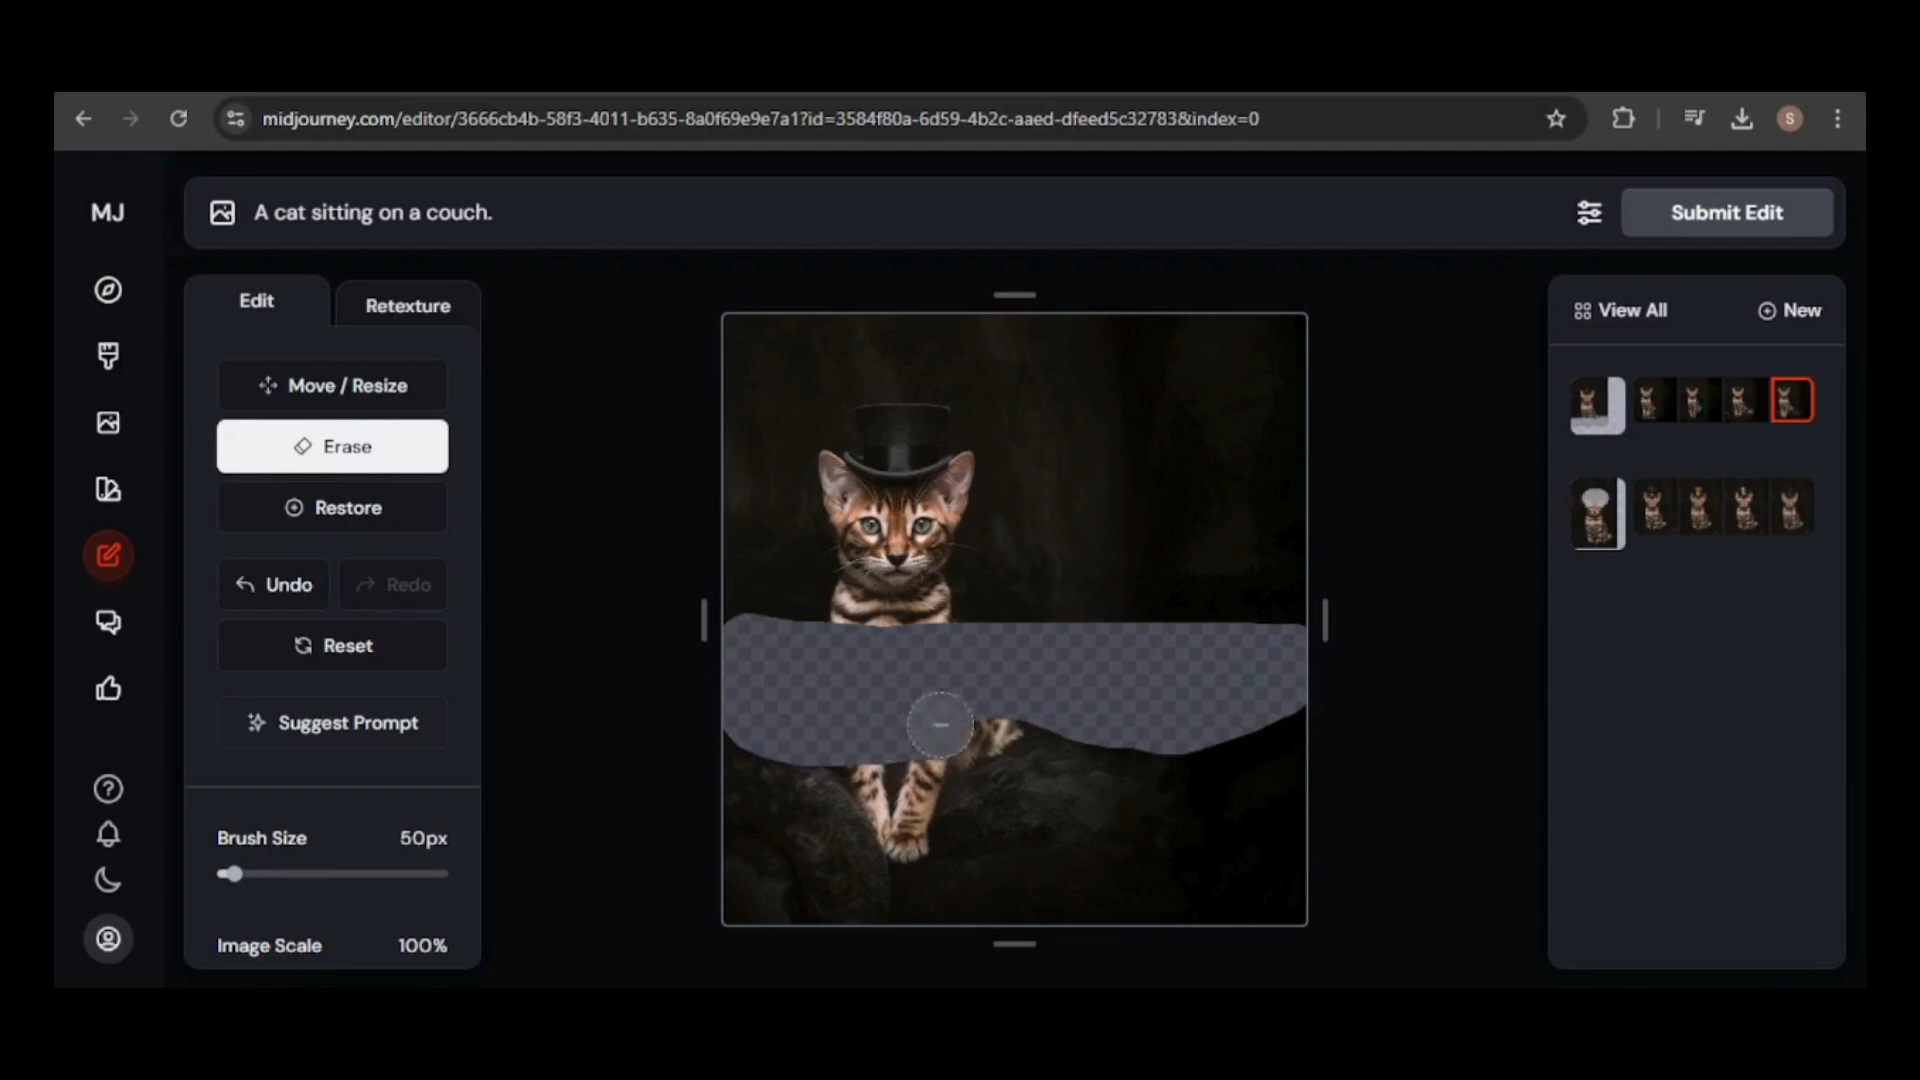 midjourney.com/editor/3666cb4b-58f3-4011-b635-8a0f69e9e7a1?id=3584f80a-6d59-4b2c-aaed-dfeed5c32783&index=0
S
MJ
A cat sitting on a couch.
Submit Edit
Edit
Retexture
View All
New
Move / Resize
Erase
Restore
Undo
Redo
Reset
Suggest Prompt
Brush Size
50px
Image Scale
100%